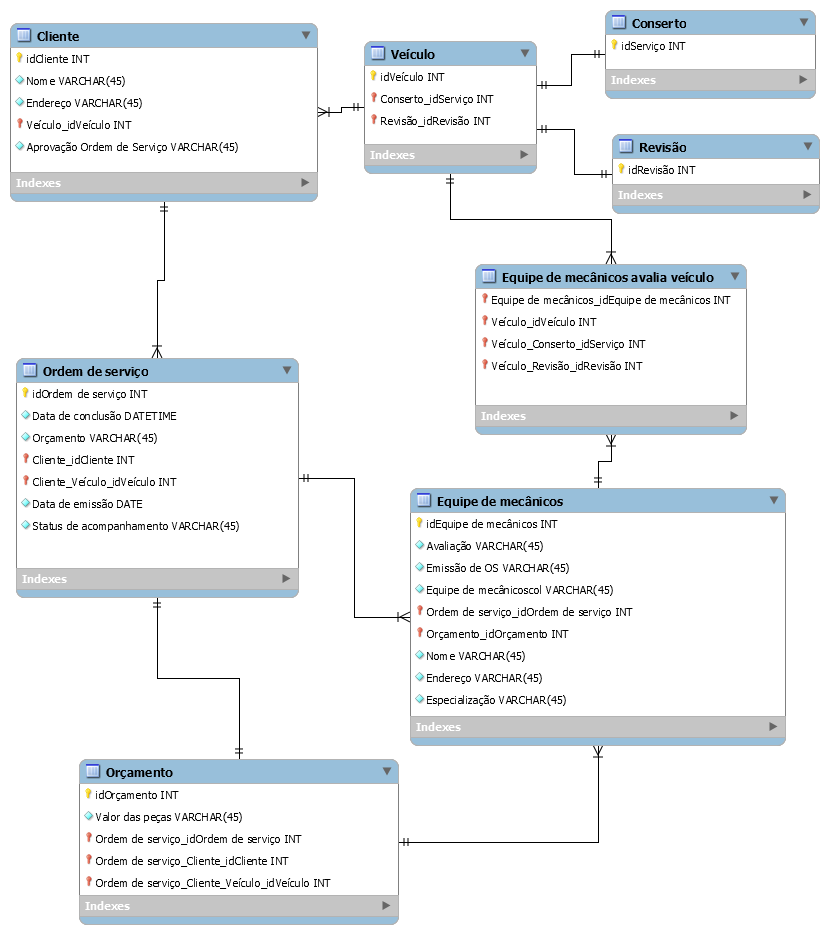 Cliente
idCliente INT
Nome VARCHAR(45)
Endereço VARCHAR(45)
Veículo_idVeículo INT
Aprovação Ordem de Serviço VARCHAR(45)
Indexes
Veículo
idVeículo INT
Conserto_idServiço INT
Revisão_idRevisão INT
Indexes
Conserto
idServiço INT
Indexes
Revisão
idRevisão INT
Indexes
Equipe de mecânicos avalia veículo
Equipe de mecânicos_idEquipe de mecânicos INT
Veículo_idVeículo INT
Veículo_Conserto_idServiço INT
Veículo_Revisão_idRevisão INT
Indexes
Ordem de serviço
idOrdem de serviço INT
Data de conclusão DATETIME
Orçamento VARCHAR(45)
Cliente_idCliente INT
Cliente_Veículo_idVeículo INT
Data de emissão DATE
Status de acompanhamento VARCHAR(45)
Indexes
Equipe de mecânicos
idEquipe de mecânicos INT
Avaliação VARCHAR(45)
Emissão de OS VARCHAR(45)
Equipe de mecânicoscol VARCHAR(45)
Ordem de serviço_idOrdem de serviço INT
Orçamento_idOrçamento INT
Nome VARCHAR(45)
Endereço VARCHAR(45)
Especialização VARCHAR(45)
Indexes
Orçamento
idOrçamento INT
Valor das peças VARCHAR(45)
Ordem de serviço_idOrdem de serviço INT
Ordem de serviço_Cliente_idCliente INT
Ordem de serviço_Cliente_Veículo_idVeículo INT
Indexes